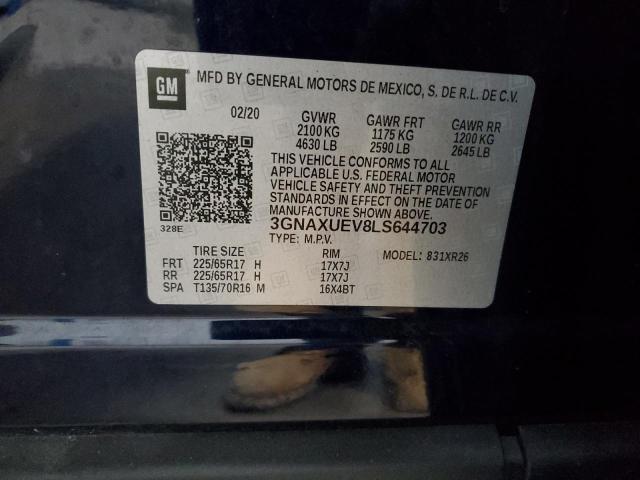 GM
MFD BY GENERAL MOTORS DE MEXICO, S. DE R.L. DE C.V.
02/20 GVWR GAWR FRT GAWR RR
2100 KG 1175 KG 1200 KG
4630 LB 2590 LB 2645 LB
THIS VEHICLE CONFORMS TO ALL
APPLICABLE U.S. FEDERAL MOTOR
VEHICLE SAFETY AND THEFT PREVENTION
STANDARDS IN EFFECT ON THE DATE OF
MANUFACTURE SHOWN ABOVE.
328E 3GNAXUEV8LS644703
TYPE: M.P.V. MODEL: 831XR26
TIRE SIZE RIM
FRT 225/65R17 H 17X7J
RR 225/65R17 H 17X7J
SPA T135/70R16 M 16X4BT